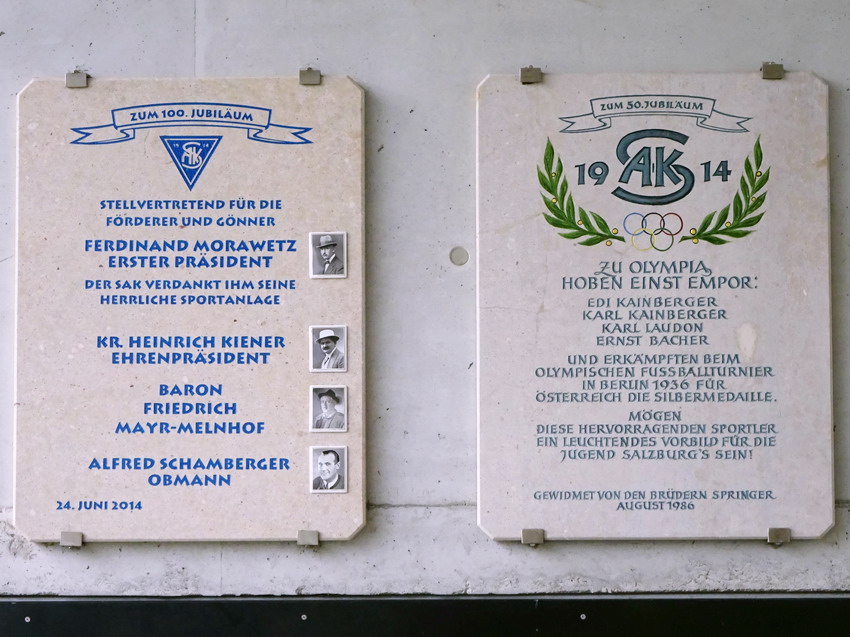 ZUM 100. JUBILÄUM
19 SAK 14
STELLVERTRETEND FÜR DIE
FÖRDERER UND GÖNNER
FERDINAND MORAWETZ
ERSTER PRÄSIDENT
DER SAK VERDANKT IHM SEINE
HERRLICHE SPORTANLAGE
KR. HEINRICH KIENER
EHRENPRÄSIDENT
BARON
FRIEDRICH
MAYR-MELNHOF
ALFRED SCHAMBERGER
OBMANN
24. JUNI 2014
ZUM 50. JUBILÄUM
19 SAK 14
ZU OLYMPIA
HOBEN EINST EMPOR:
EDI KAINBERGER
KARL KAINBERGER
KARL LAUDON
ERNST BACHER
UND ERKÄMPFTEN BEIM
OLYMPISCHEN FUSSBALLTURNIER
IN BERLIN 1936 FÜR
ÖSTERREICH DIE SILBERMEDAILLE.
MÖGEN
DIESE HERVORRAGENDEN SPORTLER
EIN LEUCHTENDES VORBILD FÜR DIE
JUGEND SALZBURG'S SEIN!
GEWIDMET VON DEN BRÜDERN SPRINGER
AUGUST 1986